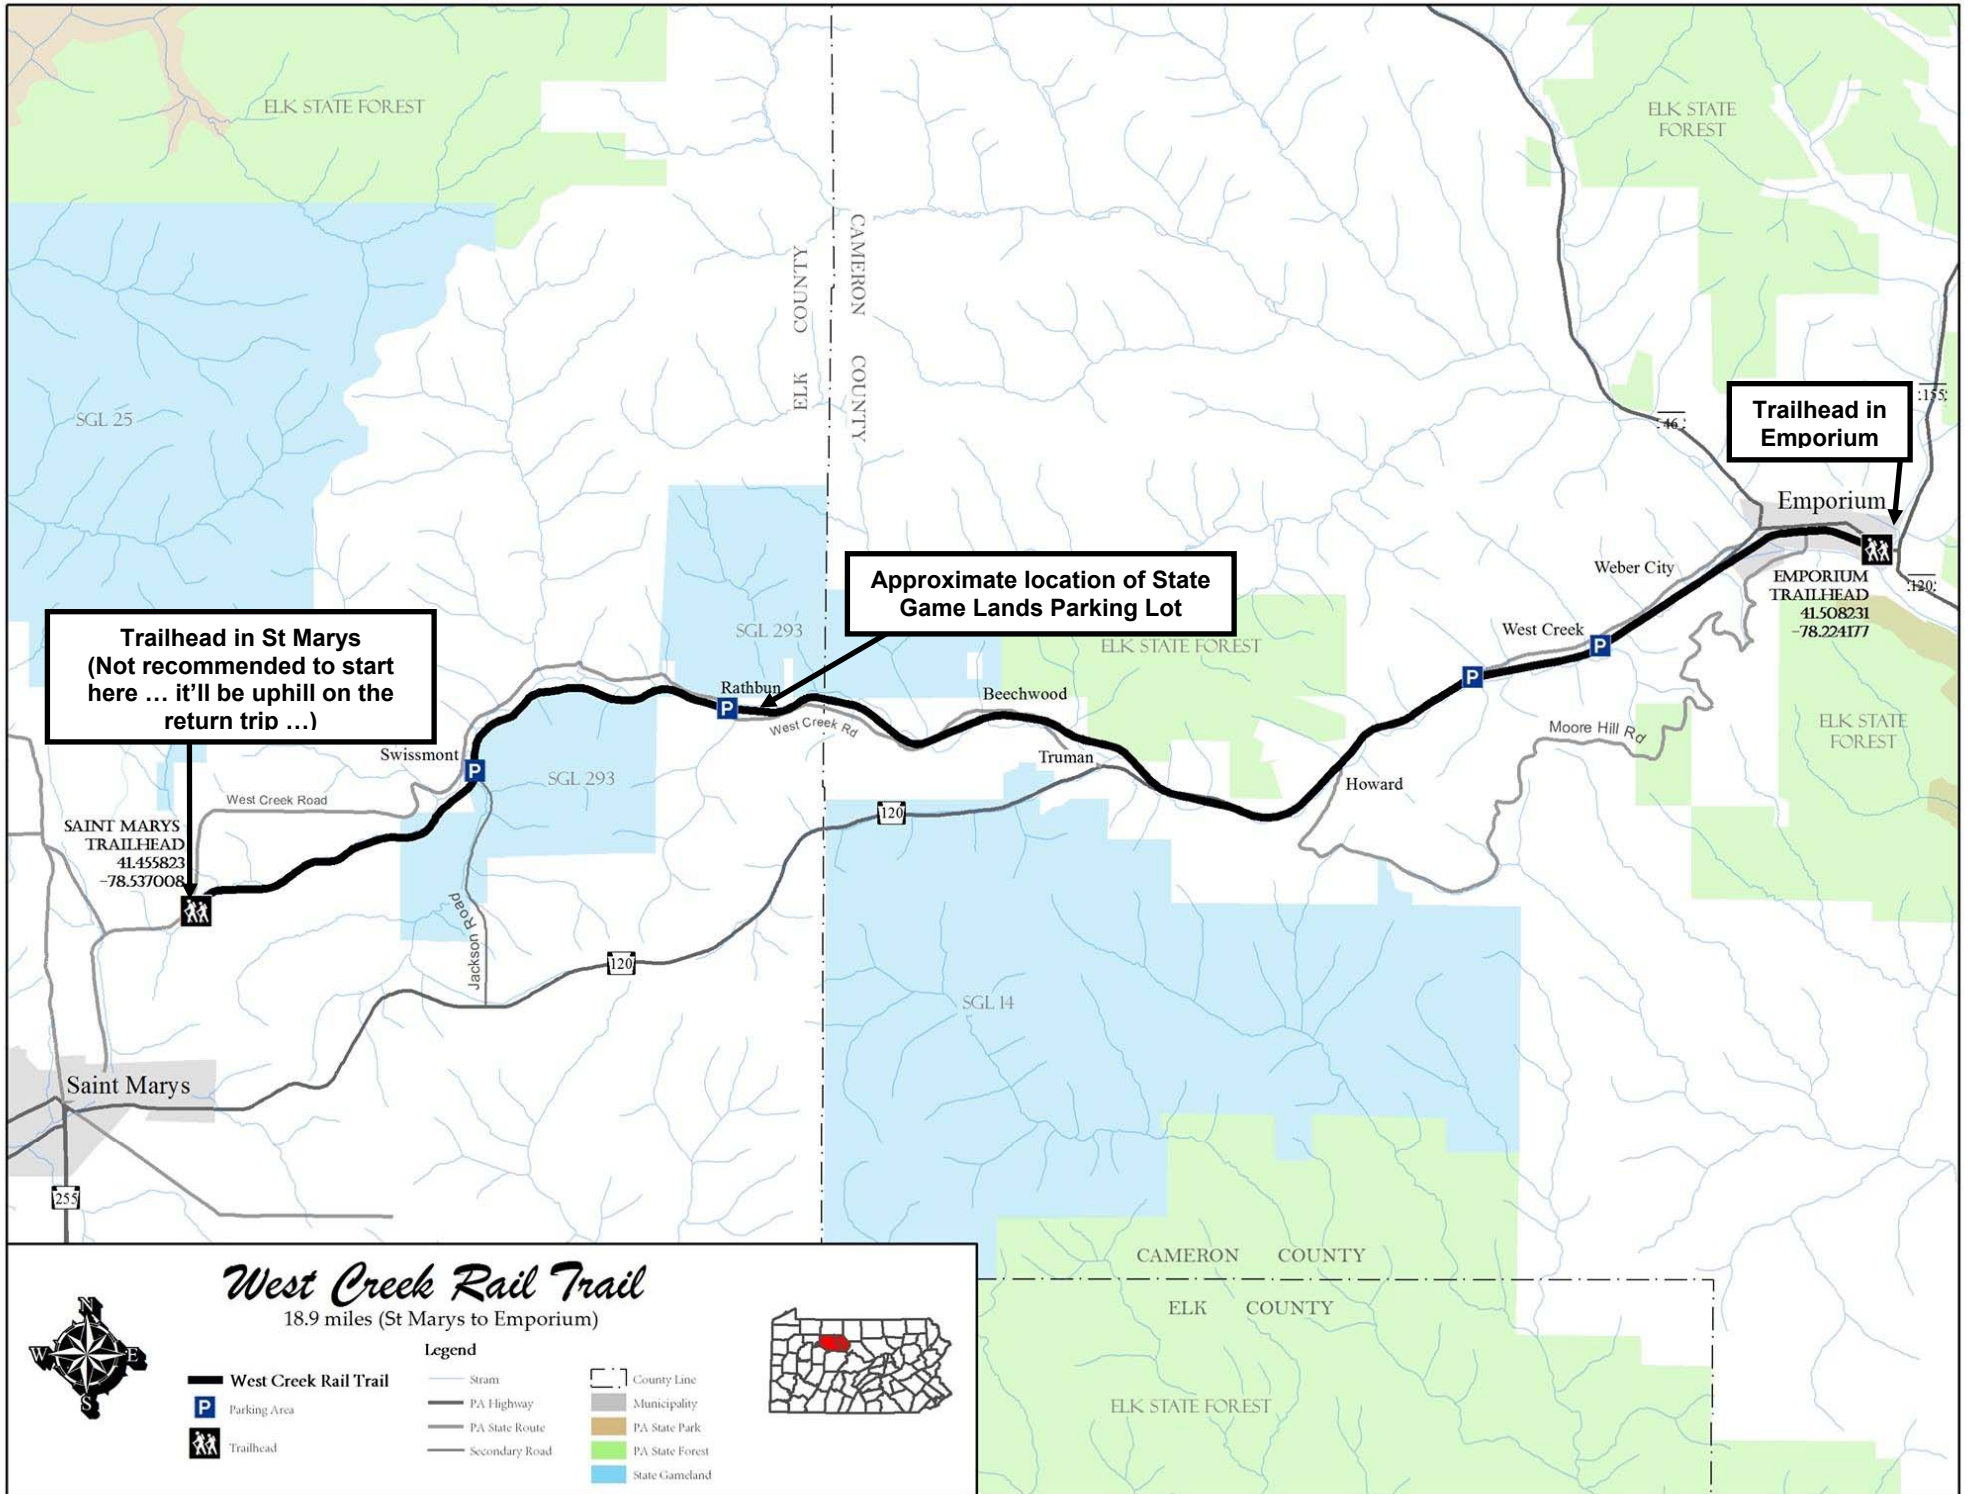 ELK STATE FOREST
ELK STATE
FOREST
ELK COUNTY
CAMERON COUNTY
SGL 25
:155:
:46:
Trailhead in
Emporium
Emporium
Approximate location of State
Game Lands Parking Lot
Weber City
:120:
EMPORIUM
TRAILHEAD
41.508231
-78.224177
Trailhead in St Marys
(Not recommended to start
here … it’ll be uphill on the
return trip …)
SGL 293
ELK STATE FOREST
West Creek
Rathbun
Beechwood
West Creek Rd
Moore Hill Rd
ELK STATE
FOREST
Swissmont
Truman
SGL 293
Howard
West Creek Road
120
SAINT MARYS
TRAILHEAD
41.455823
-78.537008
Jackson Road
120
SGL 14
Saint Marys
255
CAMERON COUNTY
ELK COUNTY
ELK STATE FOREST
West Creek Rail Trail
18.9 miles (St Marys to Emporium)
Legend
N
W E
S
West Creek Rail Trail
P Parking Area
Trailhead
Stram
PA Highway
PA State Route
Secondary Road
County Line
Municipality
PA State Park
PA State Forest
State Gameland
P
P
P
P